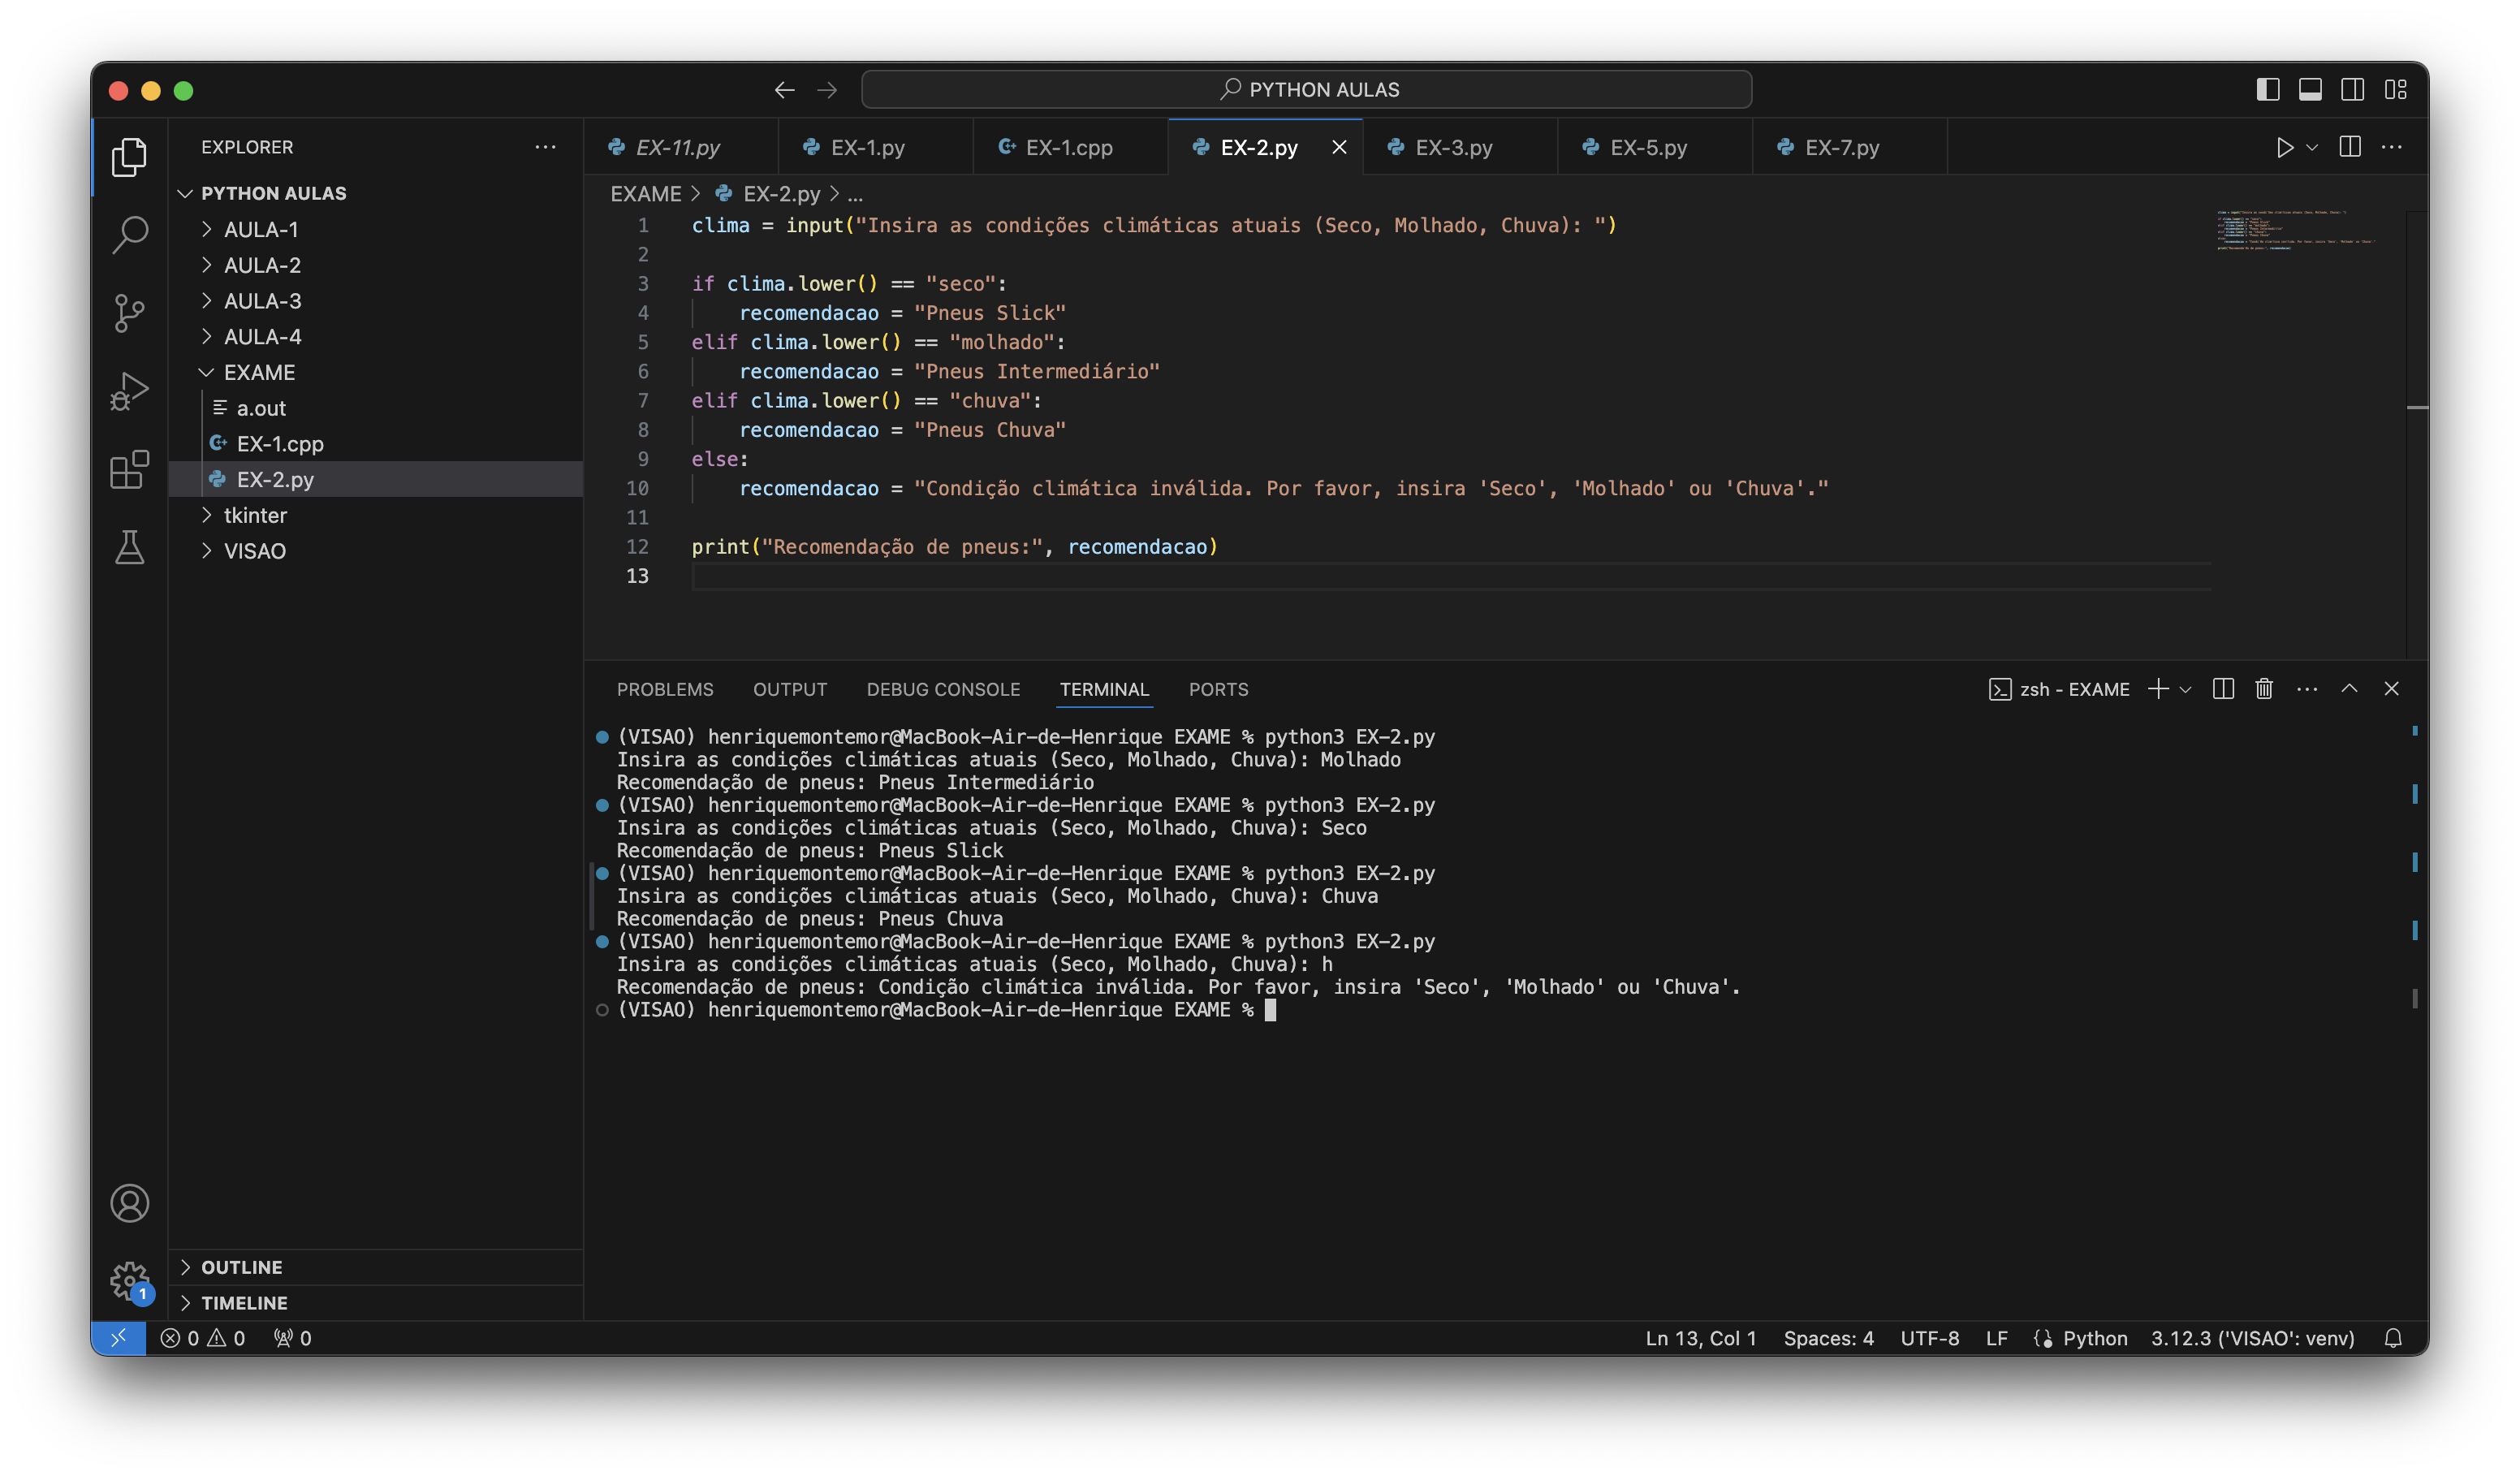 PYTHON AULAS
EXPLORER
EX-11.py
EX-1.py
EX-1.cpp
EX-2.py
EX-3.py
EX-5.py
EX-7.py
PYTHON AULAS
AULA-1
AULA-2
AULA-3
AULA-4
EXAME
a.out
EX-1.cpp
EX-2.py
tkinter
VISAO
OUTLINE
TIMELINE
1
EXAME > EX-2.py > ...
1 clima = input("Insira as condições climáticas atuais (Seco, Molhado, Chuva): ")
2
3 if clima.lower() == "seco":
4 recomendacao = "Pneus Slick"
5 elif clima.lower() == "molhado":
6 recomendacao = "Pneus Intermediário"
7 elif clima.lower() == "chuva":
8 recomendacao = "Pneus Chuva"
9 else:
10 recomendacao = "Condição climática inválida. Por favor, insira 'Seco', 'Molhado' ou 'Chuva'."
11
12 print("Recomendação de pneus:", recomendacao)
13
PROBLEMS OUTPUT DEBUG CONSOLE TERMINAL PORTS
zsh - EXAME
(VISAO) henriquemontemor@MacBook-Air-de-Henrique EXAME % python3 EX-2.py
Insira as condições climáticas atuais (Seco, Molhado, Chuva): Molhado
Recomendação de pneus: Pneus Intermediário
(VISAO) henriquemontemor@MacBook-Air-de-Henrique EXAME % python3 EX-2.py
Insira as condições climáticas atuais (Seco, Molhado, Chuva): Seco
Recomendação de pneus: Pneus Slick
(VISAO) henriquemontemor@MacBook-Air-de-Henrique EXAME % python3 EX-2.py
Insira as condições climáticas atuais (Seco, Molhado, Chuva): Chuva
Recomendação de pneus: Pneus Chuva
(VISAO) henriquemontemor@MacBook-Air-de-Henrique EXAME % python3 EX-2.py
Insira as condições climáticas atuais (Seco, Molhado, Chuva): h
Recomendação de pneus: Condição climática inválida. Por favor, insira 'Seco', 'Molhado' ou 'Chuva'.
(VISAO) henriquemontemor@MacBook-Air-de-Henrique EXAME %
0 0 0
Ln 13, Col 1 Spaces: 4 UTF-8 LF Python 3.12.3 ('VISAO': venv)